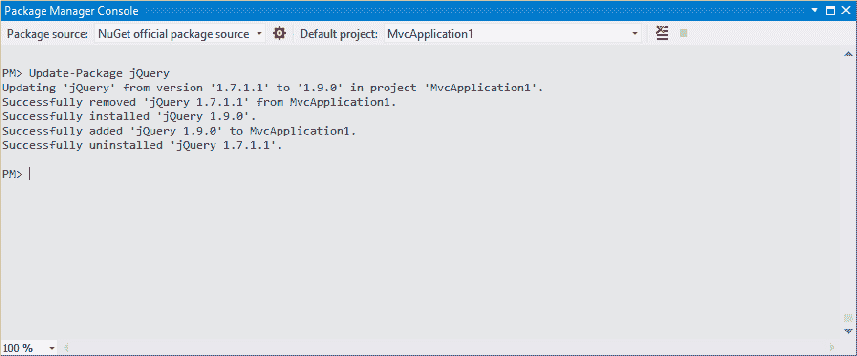 Package Manager Console
Package source: NuGet official package source Default project: MvcApplication1
PM> Update-Package jQuery
Updating 'jQuery' from version '1.7.1.1' to '1.9.0' in project 'MvcApplication1'.
Successfully removed 'jQuery 1.7.1.1' from MvcApplication1.
Successfully installed 'jQuery 1.9.0'.
Successfully added 'jQuery 1.9.0' to MvcApplication1.
Successfully uninstalled 'jQuery 1.7.1.1'.
PM>
100 %